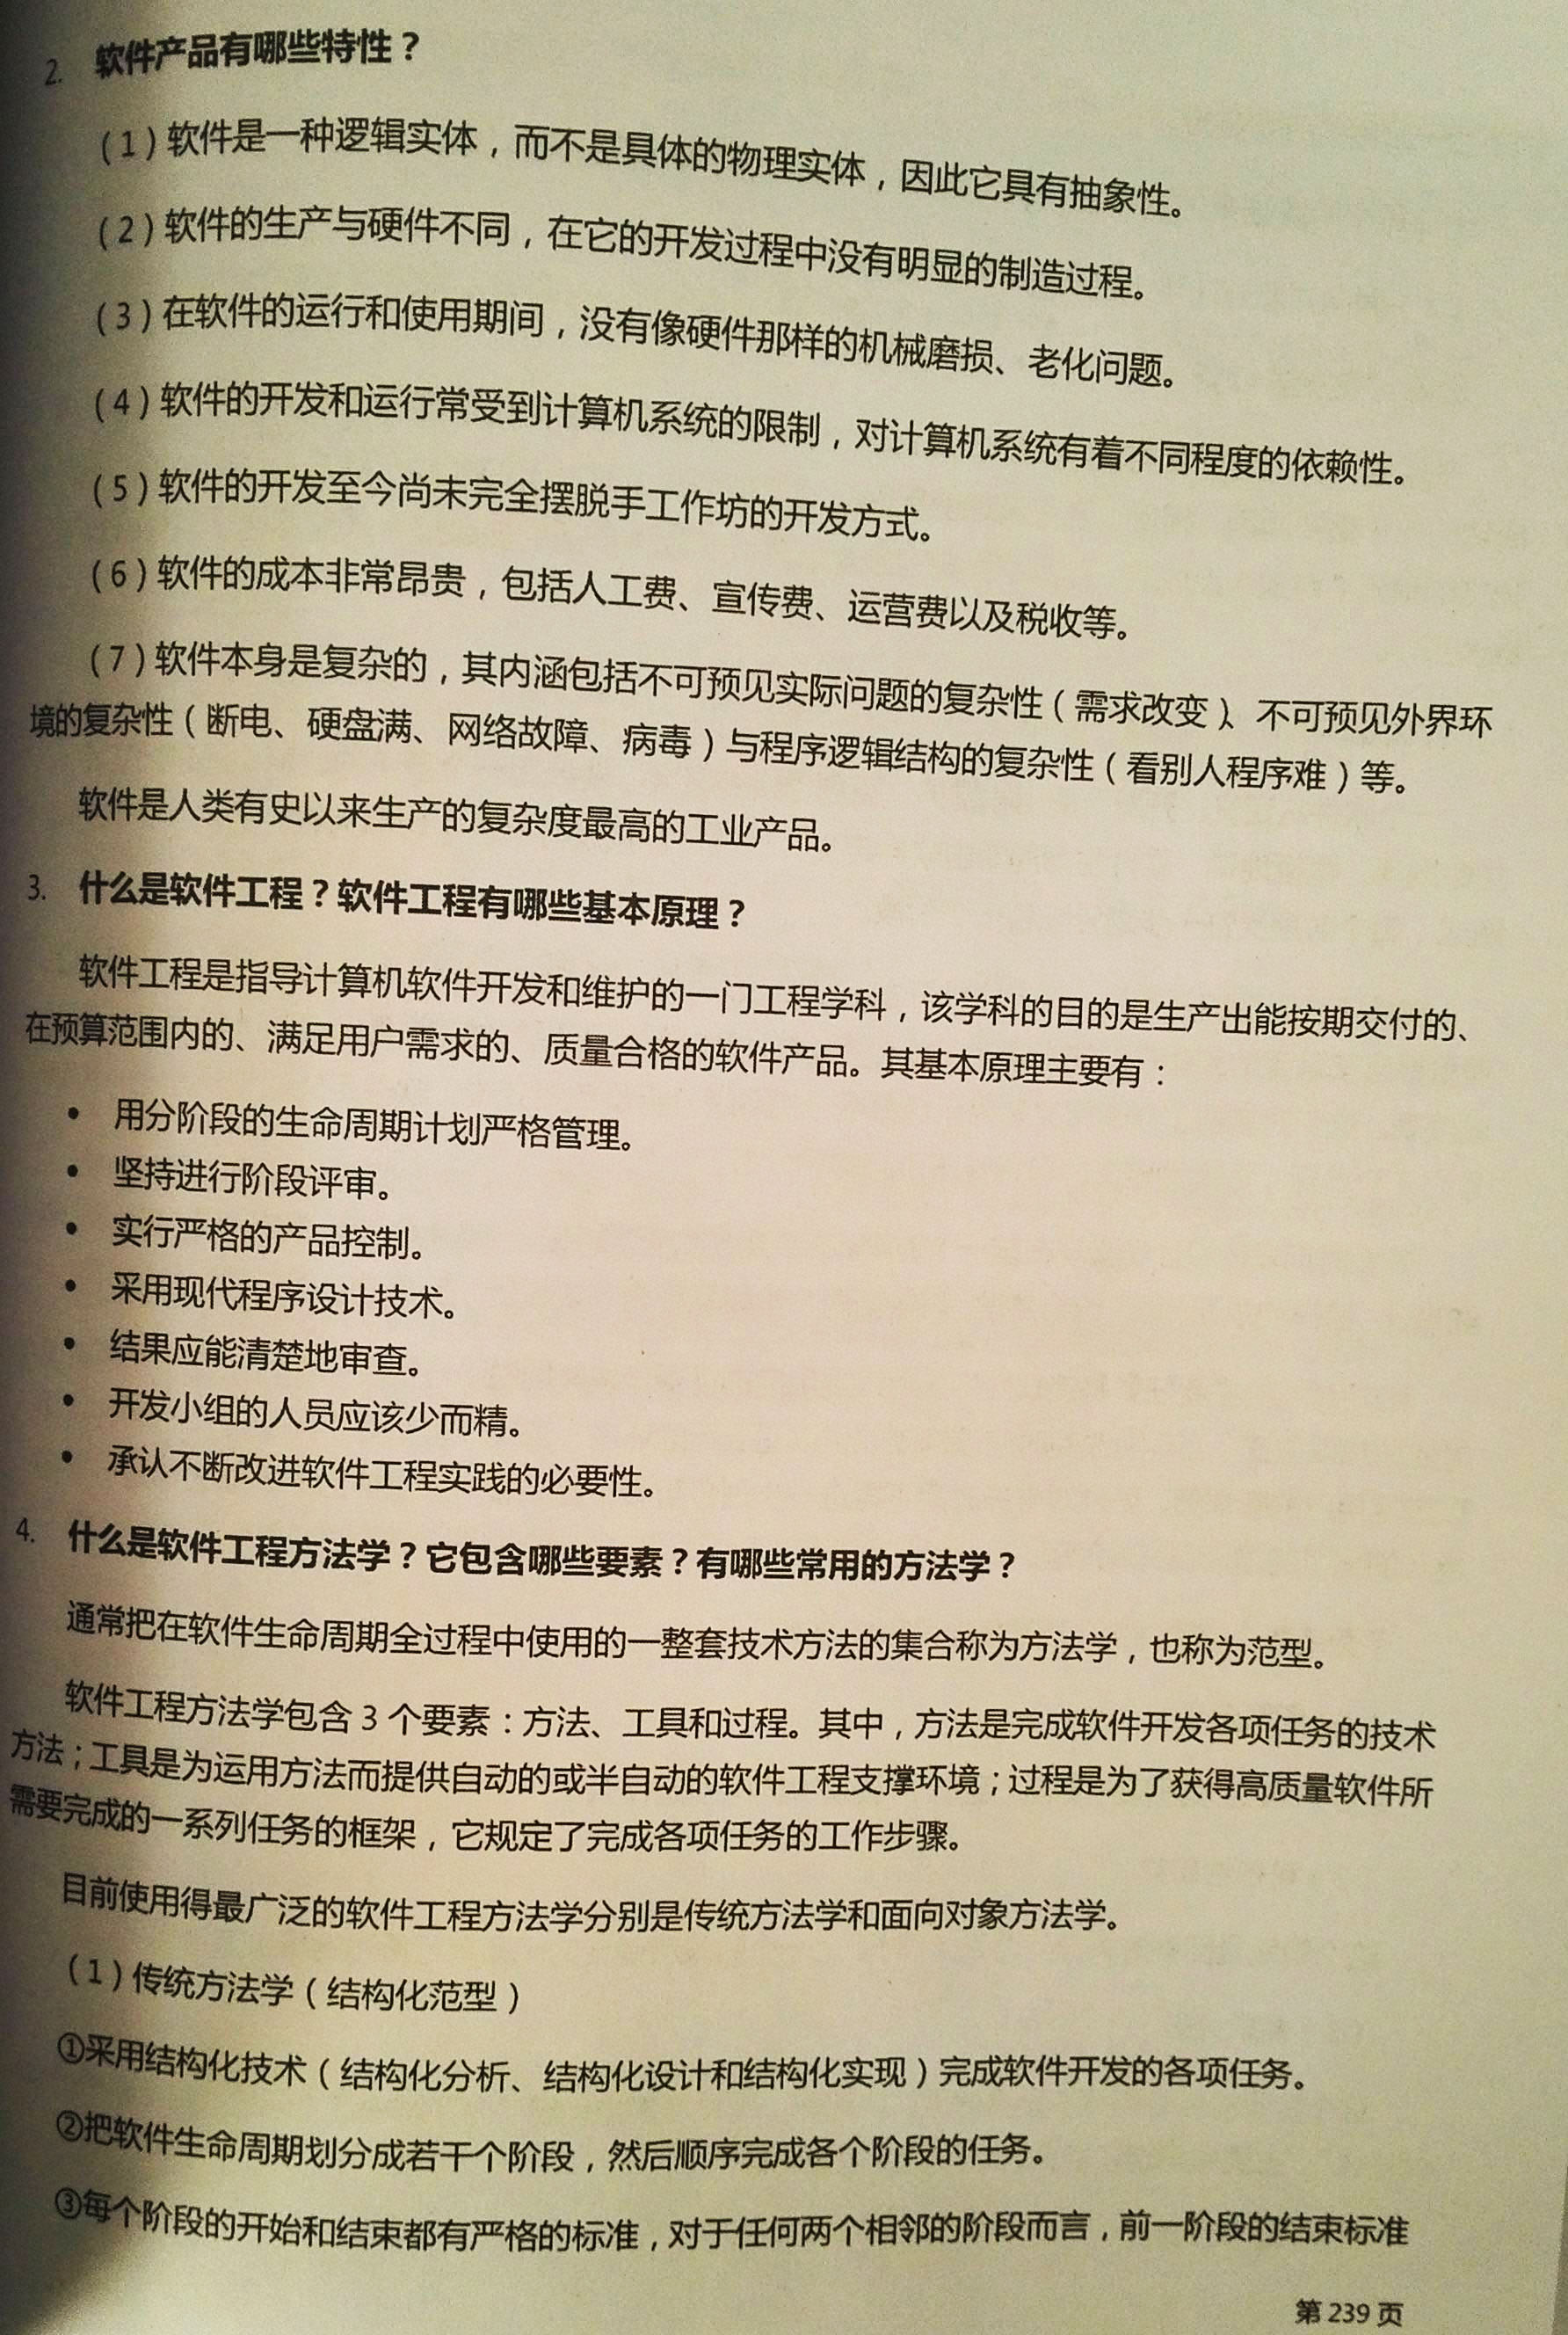 2. 软件产品有哪些特性？
（1）软件是一种逻辑实体，而不是具体的物理实体，因此它具有抽象性。
（2）软件的生产与硬件不同，在它的开发过程中没有明显的制造过程。
（3）在软件的运行和使用期间，没有像硬件那样的机械磨损、老化问题。
（4）软件的开发和运行常受到计算机系统的限制，对计算机系统有着不同程度的依赖性。
（5）软件的开发至今尚未完全摆脱手工作坊的开发方式。
（6）软件的成本非常昂贵，包括人工费、宣传费、运营费以及税收等。
（7）软件本身是复杂的，其内涵包括不可预见实际问题的复杂性（需求改变）、不可预见外界环
境的复杂性（断电、硬盘满、网络故障、病毒）与程序逻辑结构的复杂性（看别人程序难）等。
软件是人类有史以来生产的复杂度最高的工业产品。
3. 什么是软件工程？软件工程有哪些基本原理？
软件工程是指导计算机软件开发和维护的一门工程学科，该学科的目的是生产出能按期交付的、
在预算范围内的、满足用户需求的、质量合格的软件产品。其基本原理主要有：
• 用分阶段的生命周期计划严格管理。
• 坚持进行阶段评审。
• 实行严格的产品控制。
• 采用现代程序设计技术。
• 结果应能清楚地审查。
• 开发小组的人员应该少而精。
• 承认不断改进软件工程实践的必要性。
4. 什么是软件工程方法学？它包含哪些要素？有哪些常用的方法学？
通常把在软件生命周期全过程中使用的一整套技术方法的集合称为方法学，也称为范型。
软件工程方法学包含 3 个要素：方法、工具和过程。其中，方法是完成软件开发各项任务的技术
方法；工具是为运用方法而提供自动的或半自动的软件工程支撑环境；过程是为了获得高质量软件所
需要完成的一系列任务的框架，它规定了完成各项任务的工作步骤。
目前使用得最广泛的软件工程方法学分别是传统方法学和面向对象方法学。
（1）传统方法学（结构化范型）
①采用结构化技术（结构化分析、结构化设计和结构化实现）完成软件开发的各项任务。
②把软件生命周期划分成若干个阶段，然后顺序完成各个阶段的任务。
③每个阶段的开始和结束都有严格的标准，对于任何两个相邻的阶段而言，前一阶段的结束标准
第 239 页